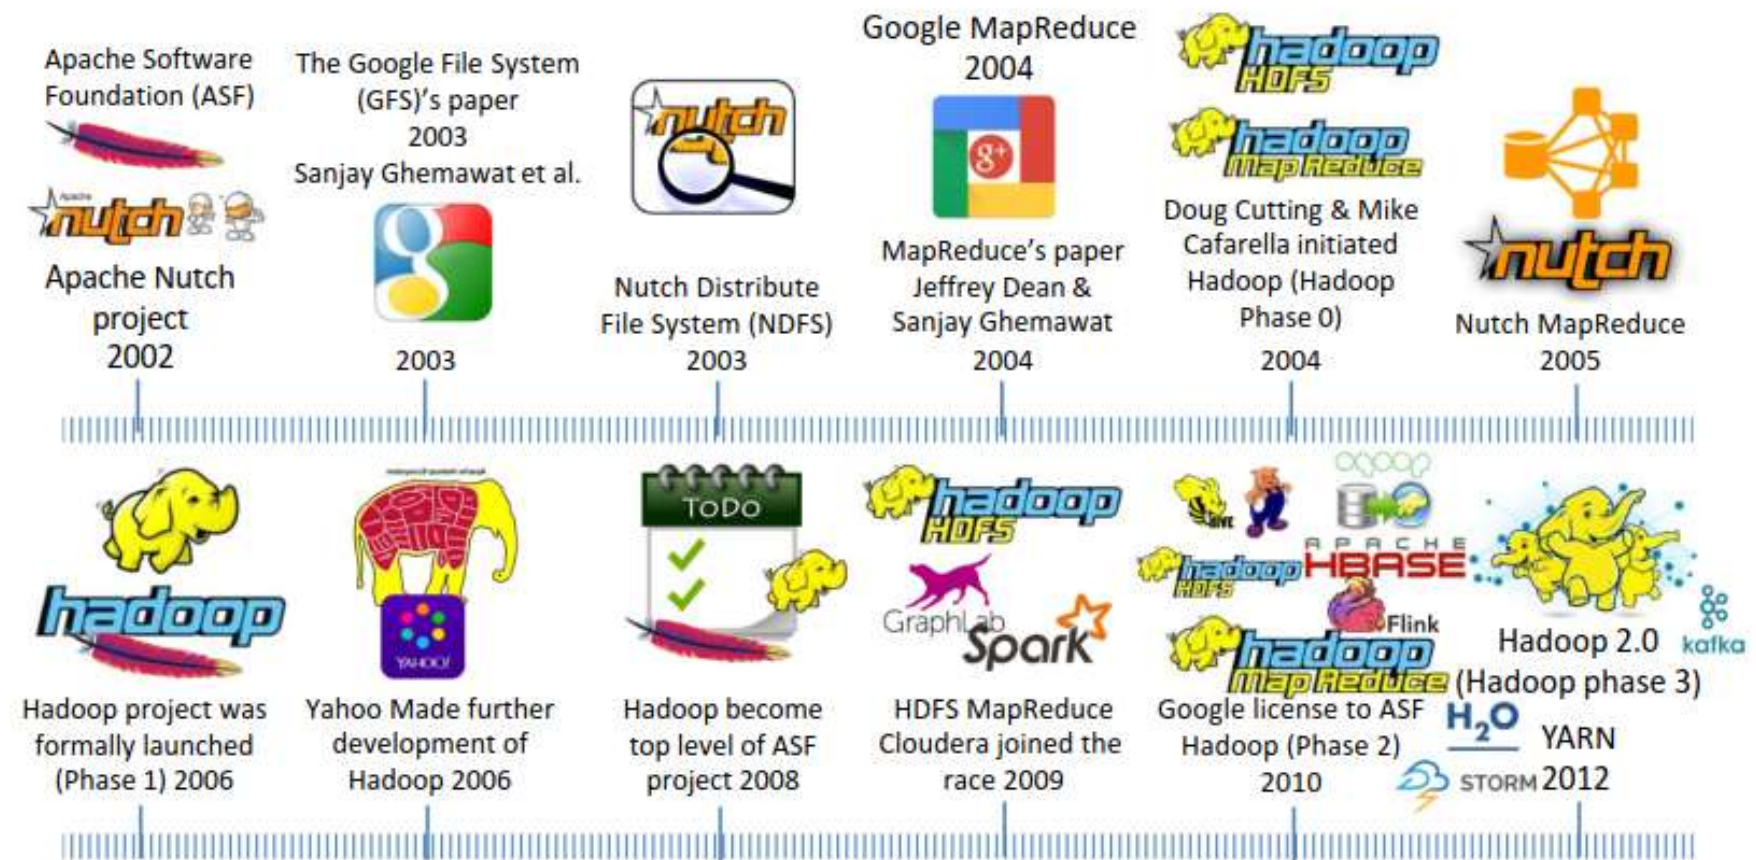 Apache Software
Foundation (ASF)
Apache
nutch
Apache Nutch
project
2002
The Google File System
(GFS)'s paper
2003
Sanjay Ghemawat et al.
g
2003
nutch
Nutch Distribute
File System (NDFS)
2003
Google MapReduce
2004
g+
MapReduce's paper
Jeffrey Dean &
Sanjay Ghemawat
2004
hadoop
HDFS
hadoop
Map Reduce
Doug Cutting & Mike
Cafarella initiated
Hadoop (Hadoop
Phase 0)
2004
nutch
Nutch MapReduce
2005
hadoop
Hadoop project was
formally launched
(Phase 1) 2006
YAHOO!
Yahoo Made further
development of
Hadoop 2006
ToDo
Hadoop become
top level of ASF
project 2008
hadoop
HDFS
GraphLab
Spark
HDFS MapReduce
Cloudera joined the
race 2009
HIVE
APACHE
HBASE
hadoop
HDFS
Flink
hadoop
Map Reduce
Google license to ASF
Hadoop (Phase 2)
2010
kafka
Hadoop 2.0
(Hadoop phase 3)
H2O
YARN
STORM
2012